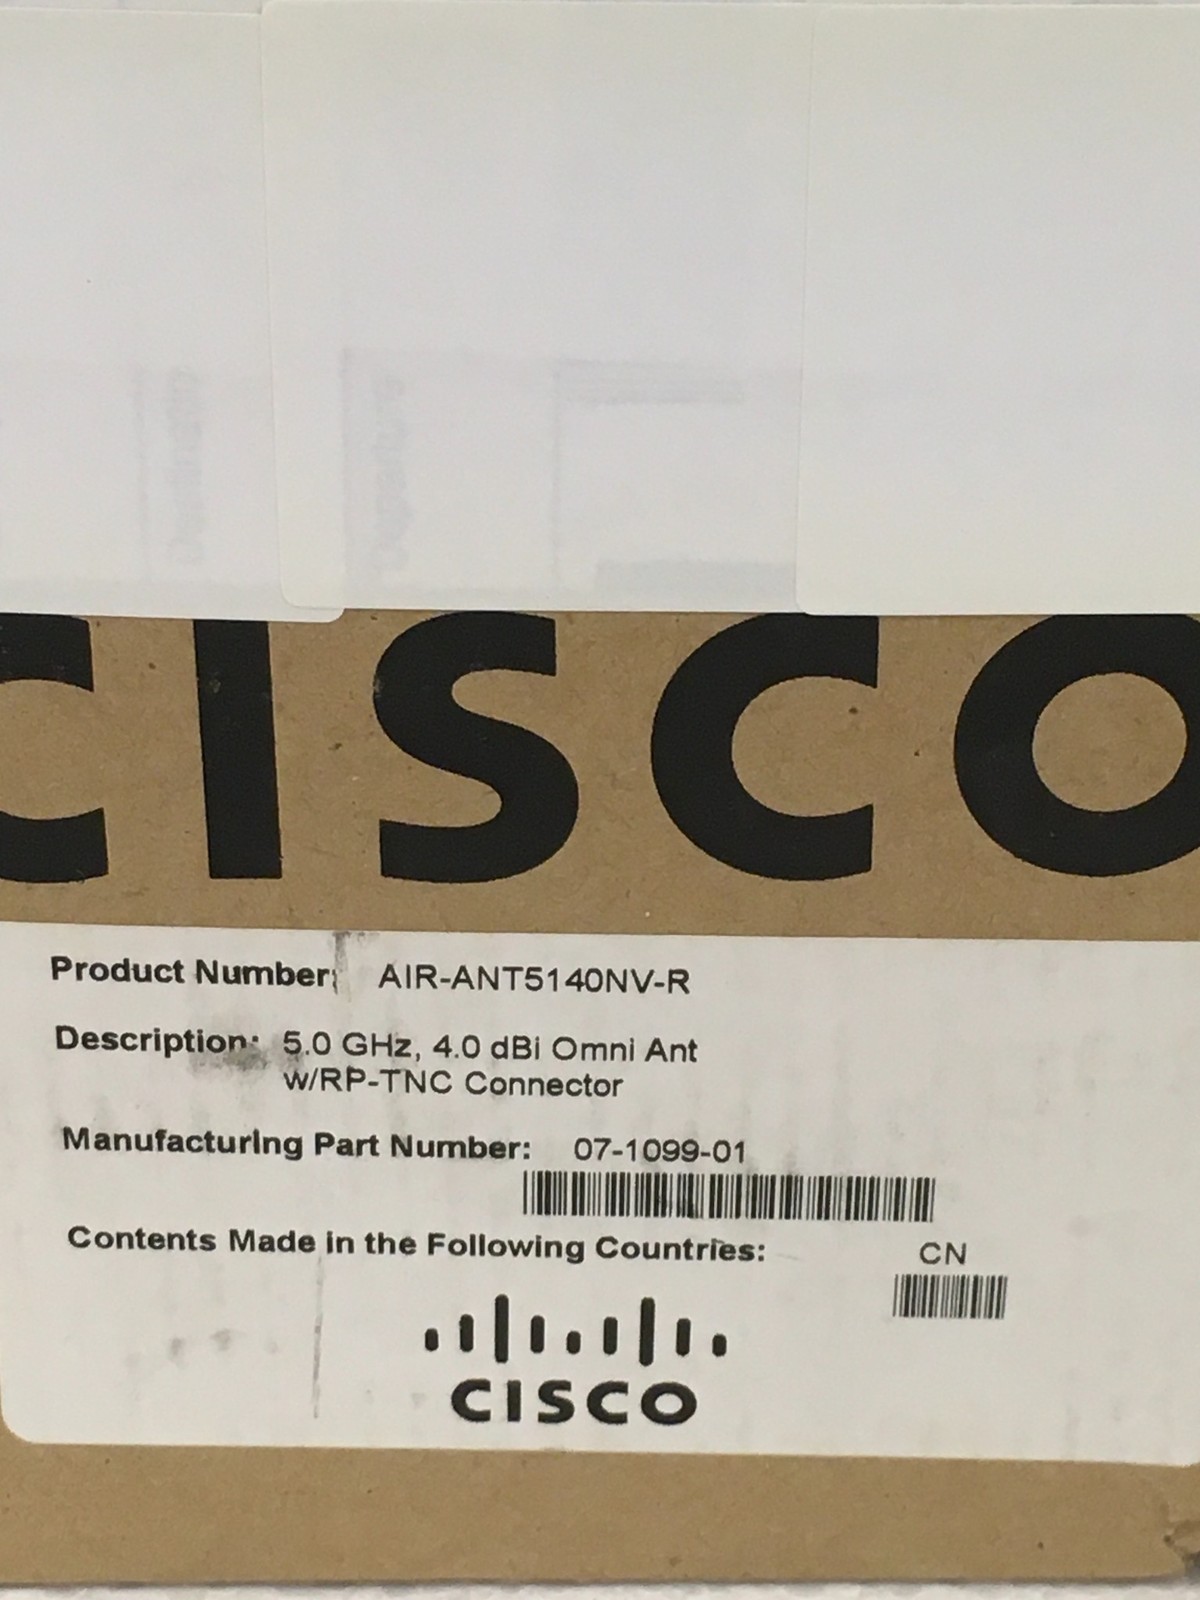 CISCO
Product Number: AIR-ANT5140NV-R
Description: 5.0 GHz, 4.0 dBi Omni Ant
w/RP-TNC Connector
Manufacturing Part Number: 07-1099-01
Contents Made in the Following Countries: CN
CISCO